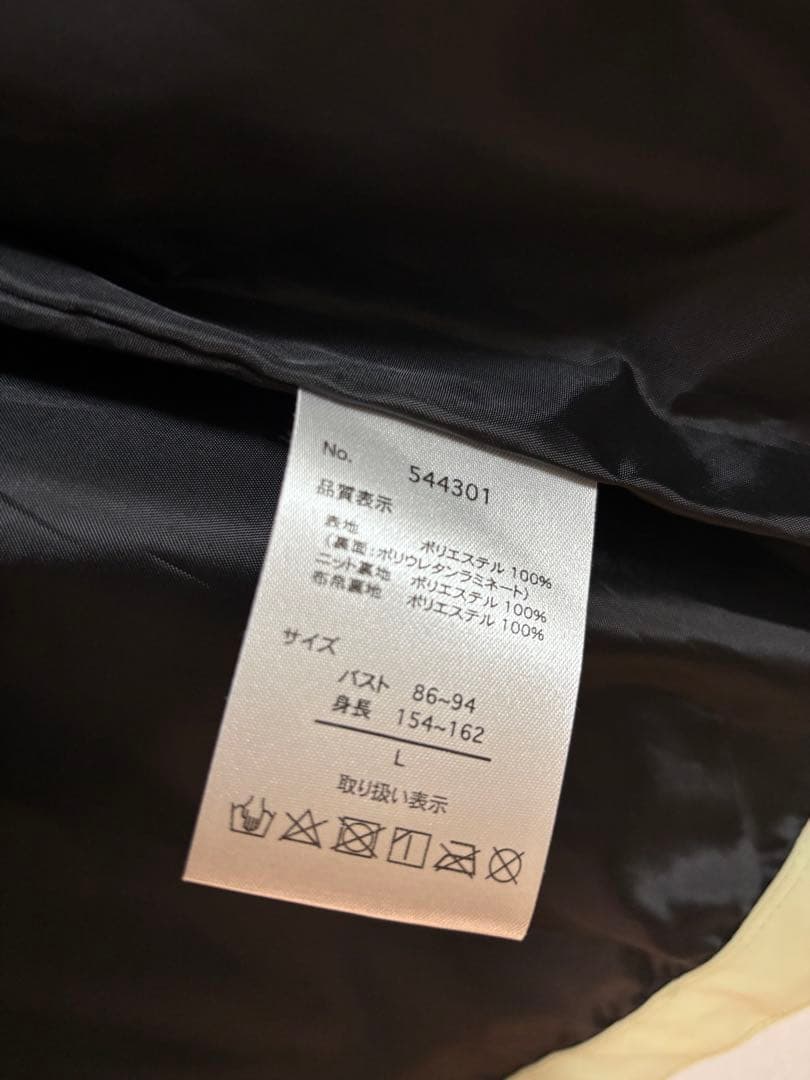 No. 544301
品質表示
表地 ポリエステル 100%
(裏面:ポリウレタンラミネート)
ニット裏地 ポリエステル 100%
布帛裏地 ポリエステル 100%
サイズ
バスト 86~94
身長 154~162
L
取り扱い表示